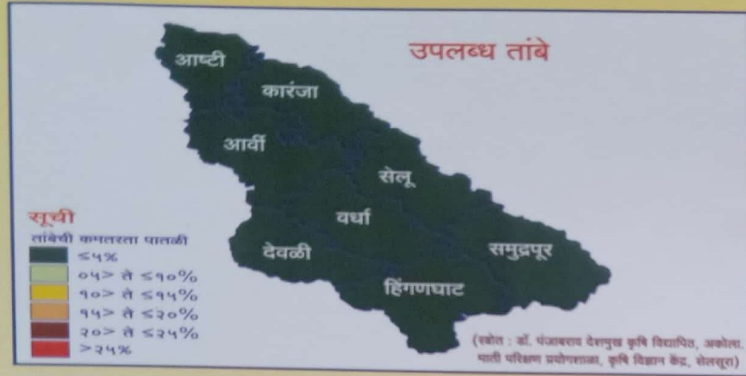 उपलब्ध तांबे
आष्टी
कारंजा
आर्वी
सेलू
वर्धा
देवळी
समुद्रपूर
हिंगणघाट
सूची
तांबेची कमतरता पातळी
≤५%
०५> ते ≤१०%
१०> ते ≤१५%
१५> ते ≤२०%
२०> ते ≤२५%
>२५%
(स्त्रोत : डॉ. पंजाबराव देशमुख कृषि विद्यापिठ, अकोला.
माती परिक्षण प्रयोगशाळा, कृषि विज्ञान केंद्र, सेलसूरा)